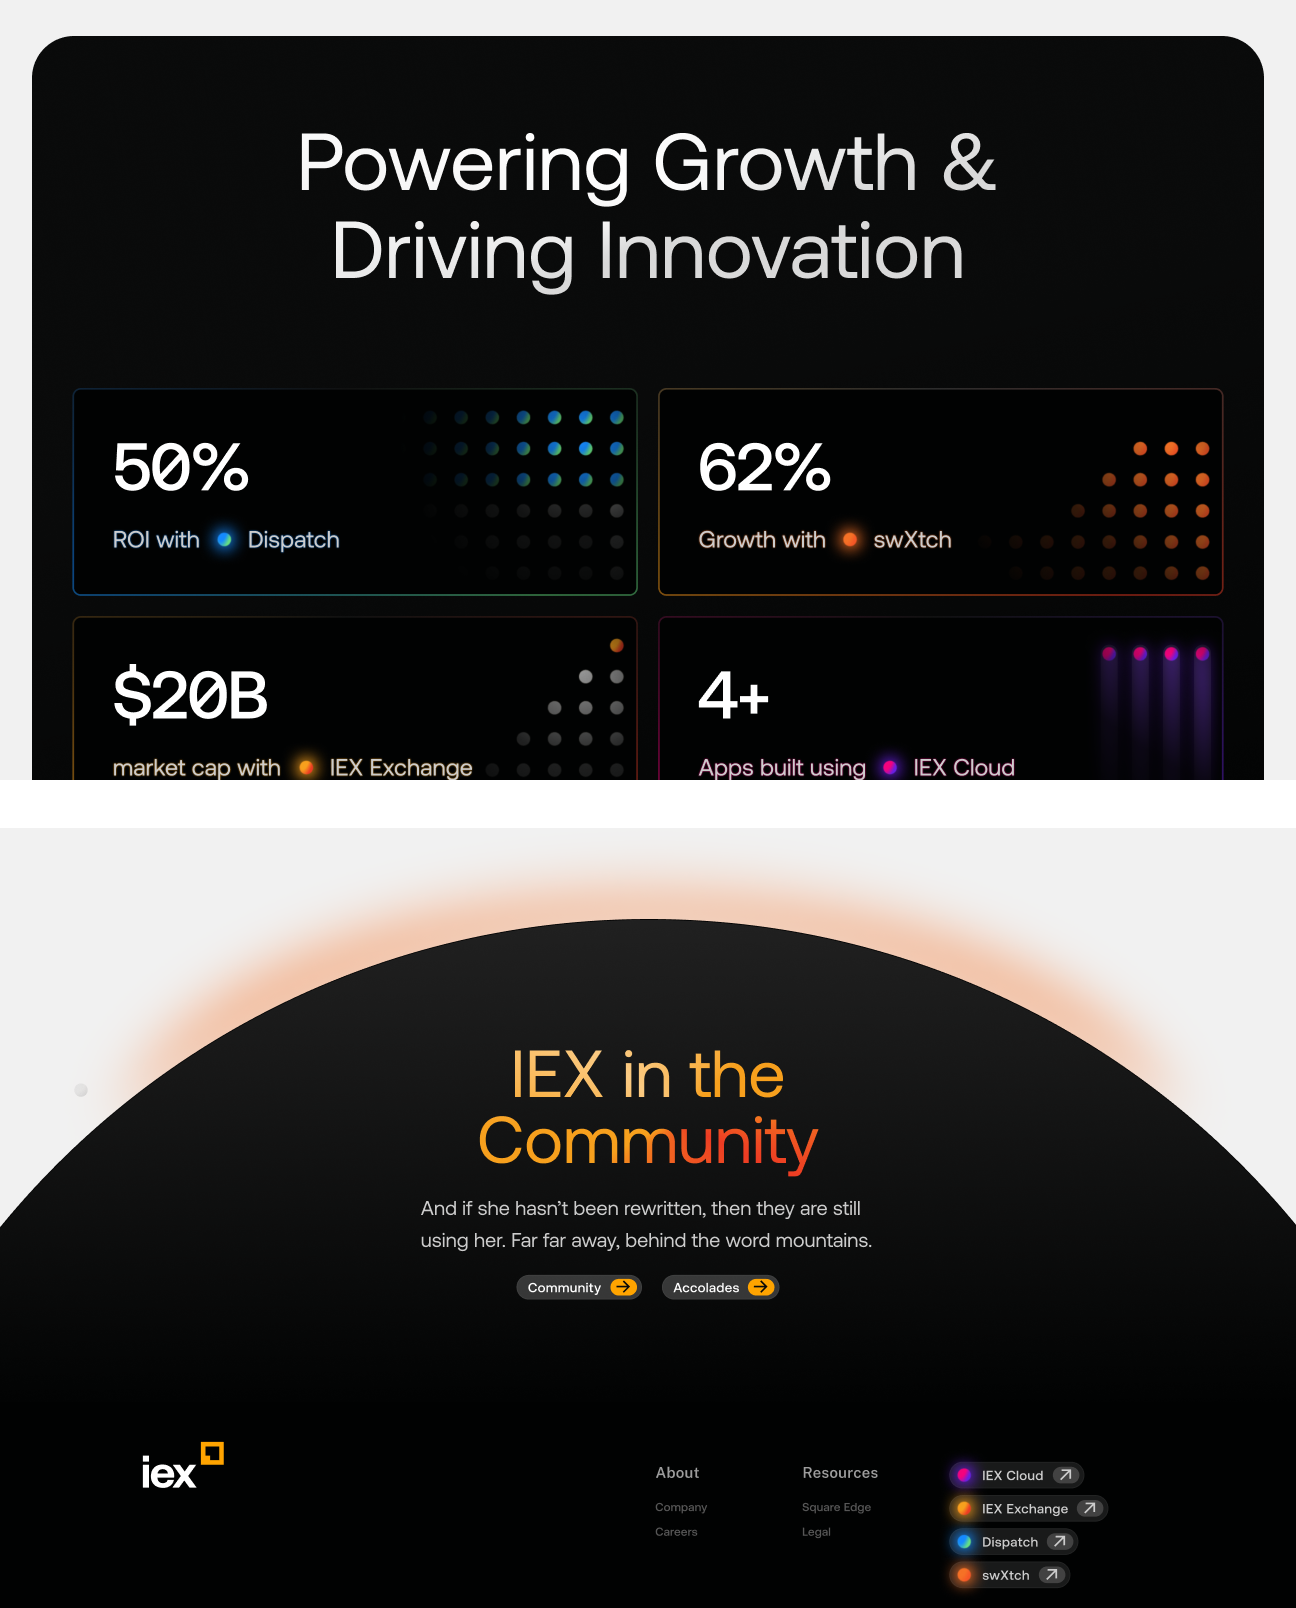 Powering Growth &
Driving Innovation
50%
ROI with Dispatch
62%
Growth with swXtch
$20B
market cap with IEX Exchange
4+
Apps built using IEX Cloud
IEX in the
Community
And if she hasn’t been rewritten, then they are still
using her. Far far away, behind the word mountains.
Community
Accolades
iex
About
Company
Careers
Resources
Square Edge
Legal
IEX Cloud
IEX Exchange
Dispatch
swXtch